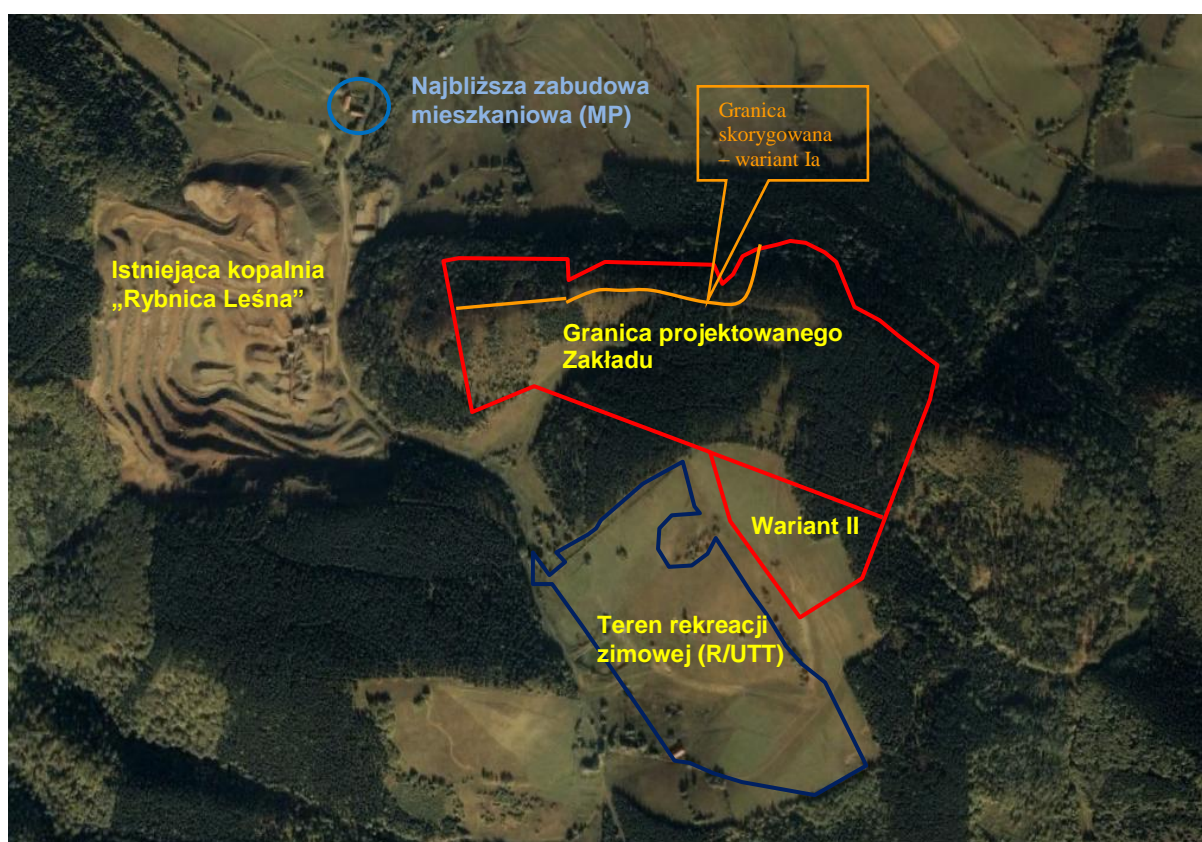 Najbliższa zabudowa
mieszkaniowa (MP)
Granica
skorygowana
– wariant Ia
Istniejąca kopalnia
„Rybnica Leśna”
Granica projektowanego
Zakładu
Wariant II
Teren rekreacji
zimowej (R/UTT)